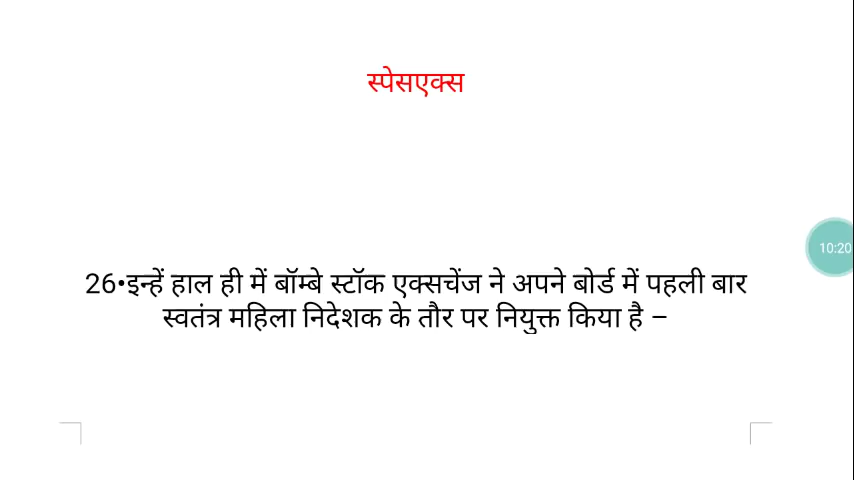 स्पेसएक्स
26•इन्हें हाल ही में बॉम्बे स्टॉक एक्सचेंज ने अपने बोर्ड में पहली बार
स्वतंत्र महिला निदेशक के तौर पर नियुक्त किया है –
10:20